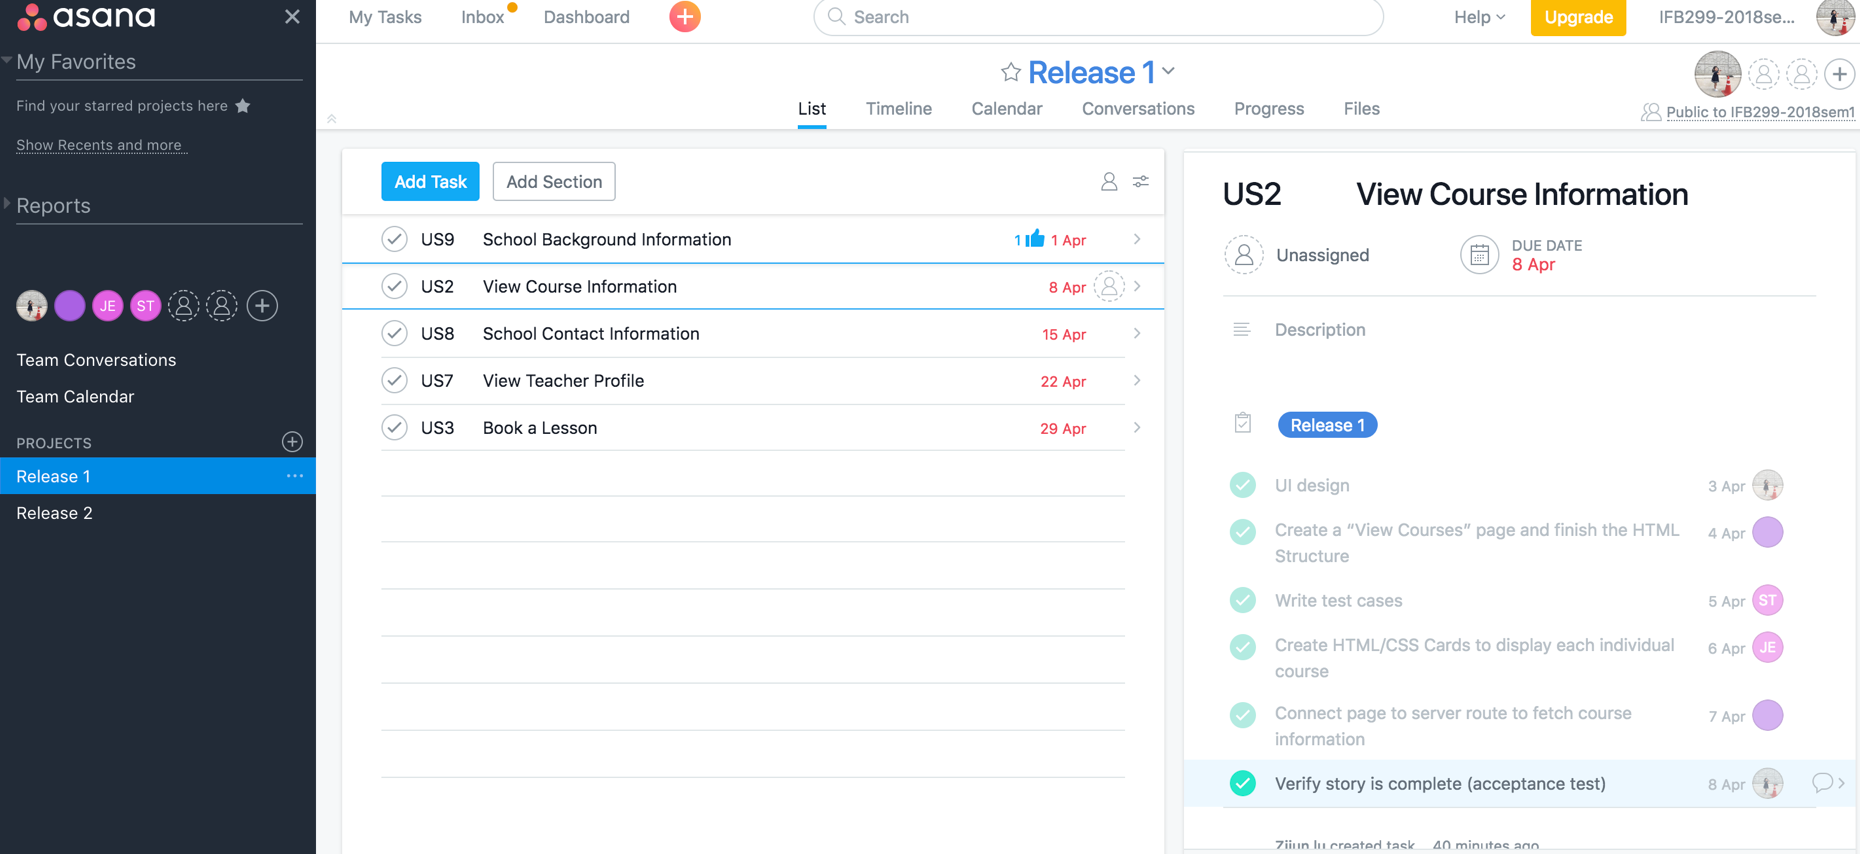 asana
My Tasks
Inbox
Dashboard
Search
Help
Upgrade
IFB299-2018se...
My Favorites
Find your starred projects here
Show Recents and more
Reports
JE
ST
Team Conversations
Team Calendar
PROJECTS
Release 1
Release 2
Release 1
List
Timeline
Calendar
Conversations
Progress
Files
Public to IFB299-2018sem1
Add Task
Add Section
US9 School Background Information 1 1 Apr
US2 View Course Information 8 Apr
US8 School Contact Information 15 Apr
US7 View Teacher Profile 22 Apr
US3 Book a Lesson 29 Apr
US2 View Course Information
Unassigned
DUE DATE
8 Apr
Description
Release 1
UI design 3 Apr
Create a “View Courses” page and finish the HTML 4 Apr
Structure
Write test cases 5 Apr ST
Create HTML/CSS Cards to display each individual 6 Apr JE
course
Connect page to server route to fetch course 7 Apr
information
Verify story is complete (acceptance test) 8 Apr
created task. 40 minutes ago